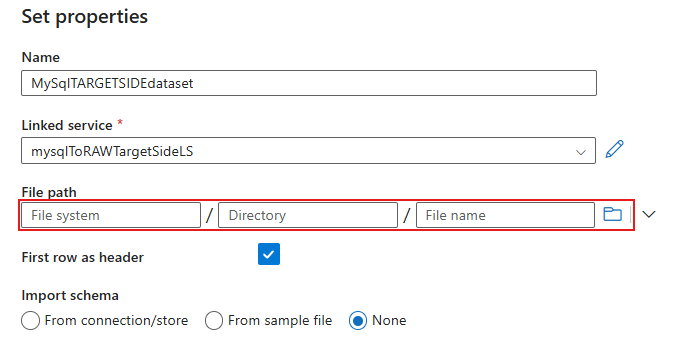 Set properties
Name
MySqlTARGETSIDEdataset
Linked service *
mysqlToRAWTargetSideLS
File path
File system / Directory / File name
First row as header
Import schema
From connection/store From sample file None